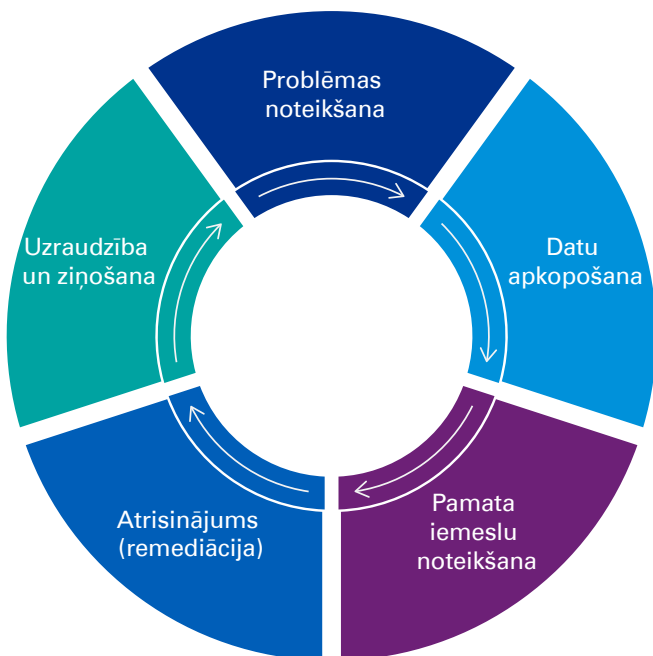 Problēmas
noteikšana
Datu
apkopošana
Pamata
iemeslu
noteikšana
Atrisinājums
(remediācija)
Uzraudzība
un ziņošana